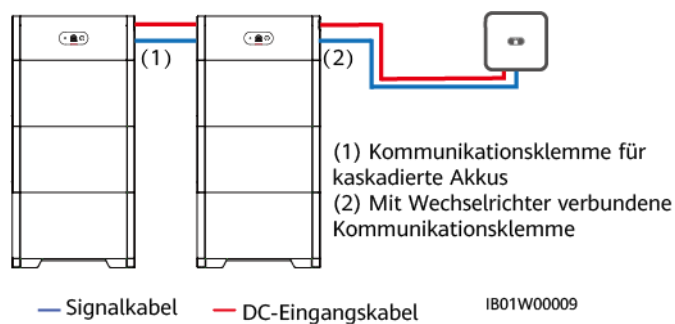 (1)
(2)
(1) Kommunikationsklemme für
kaskadierte Akkus
(2) Mit Wechselrichter verbundene
Kommunikationsklemme
Signalkabel
DC-Eingangskabel
IB01W00009